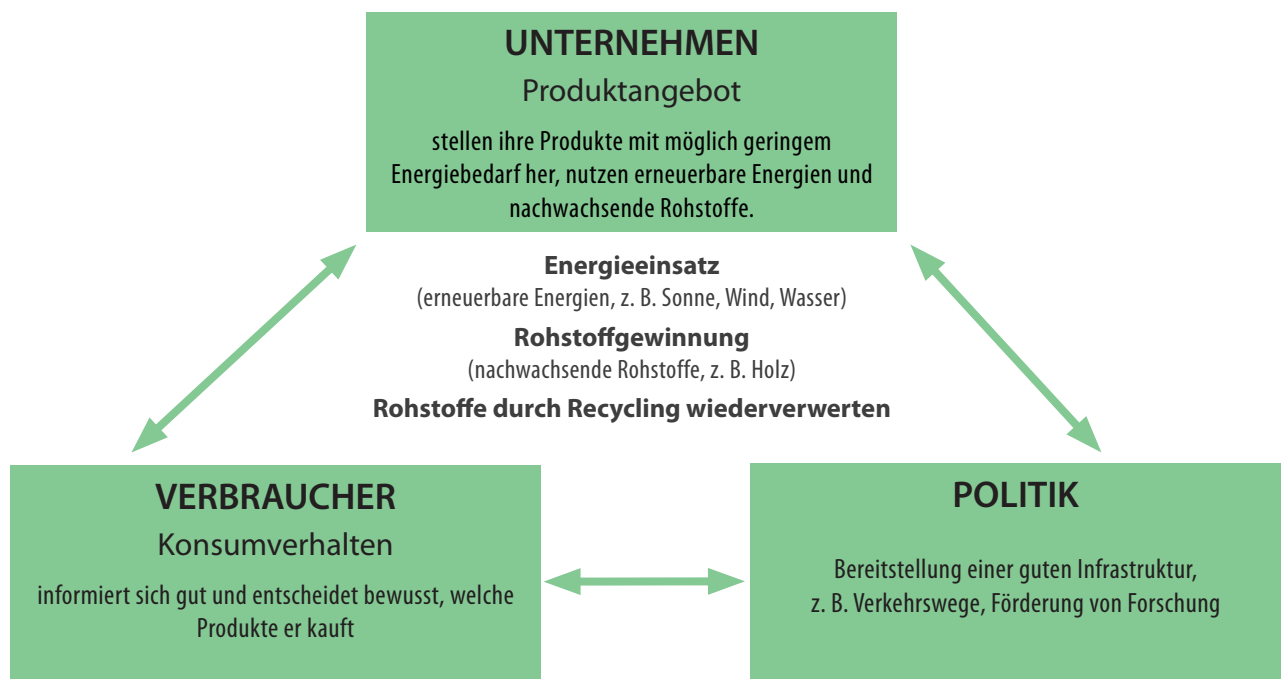 UNTERNEHMEN
Produktangebot
stellen ihre Produkte mit möglich geringem
Energiebedarf her, nutzen erneuerbare Energien und
nachwachsende Rohstoffe.
Energieeinsatz
(erneuerbare Energien, z. B. Sonne, Wind, Wasser)
Rohstoffgewinnung
(nachwachsende Rohstoffe, z. B. Holz)
Rohstoffe durch Recycling wiederverwerten
VERBRAUCHER
Konsumverhalten
informiert sich gut und entscheidet bewusst, welche
Produkte er kauft
POLITIK
Bereitstellung einer guten Infrastruktur,
z. B. Verkehrswege, Förderung von Forschung